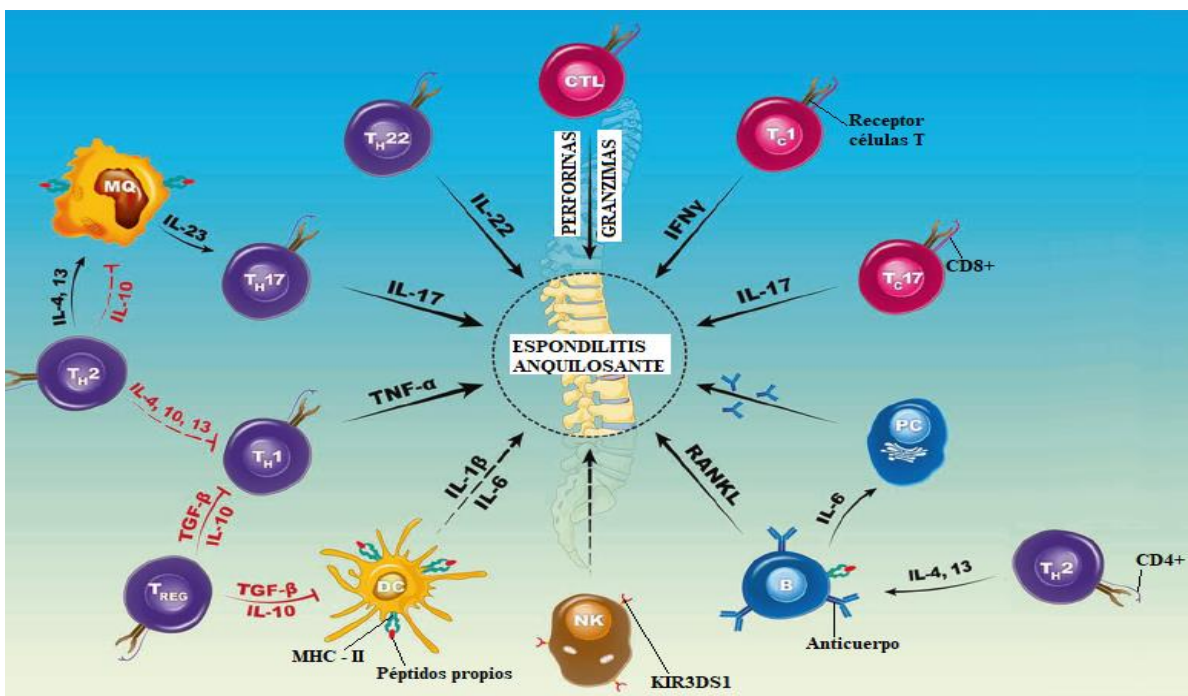 CTL
TH22
TC1
Receptor
células T
MQ
PERFORINAS
GRANZIMAS
IL-22
IFNγ
IL-23
TH17
TC17
CD8+
IL-4, 13
IL-10
IL-17
IL-17
ESPONDILITIS
ANQUILOSANTE
TH2
TNF-α
IL-4, 10, 13
TH1
PC
RANKL
IL-1β
IL-6
IL-6
TGF-β
IL-10
TREG
TGF-β
IL-10
DC
B
IL-4, 13
TH2
CD4+
NK
MHC - II
Péptidos propios
KIR3DS1
Anticuerpo